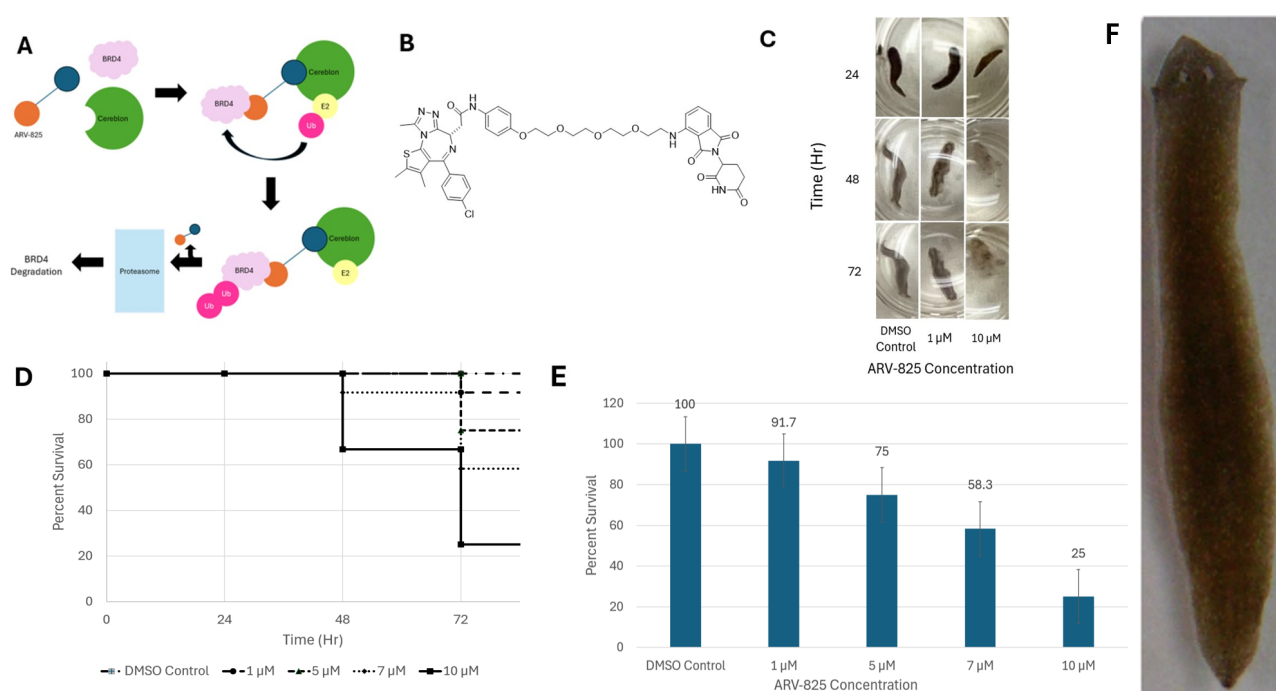 A
BRD4
ARV-825
Cereblon
BRD4
Cereblon
E2
Ub
BRD4
Degradation
Proteasome
BRD4
Cereblon
E2
Ub
Ub
B
N-N
N
O
H
N
S
N
Cl
O
O
O
O
H
N
O
N
O
O
NH
O
C
Time (Hr)
24
48
72
DMSO
Control
1 µM
10 µM
ARV-825 Concentration
D
Percent Survival
100
80
60
40
20
0
0
24
48
72
Time (Hr)
DMSO Control
1 µM
5 µM
7 µM
10 µM
E
Percent Survival
120
100
80
60
40
20
0
100
91.7
75
58.3
25
DMSO Control
1 µM
5 µM
7 µM
10 µM
ARV-825 Concentration
F